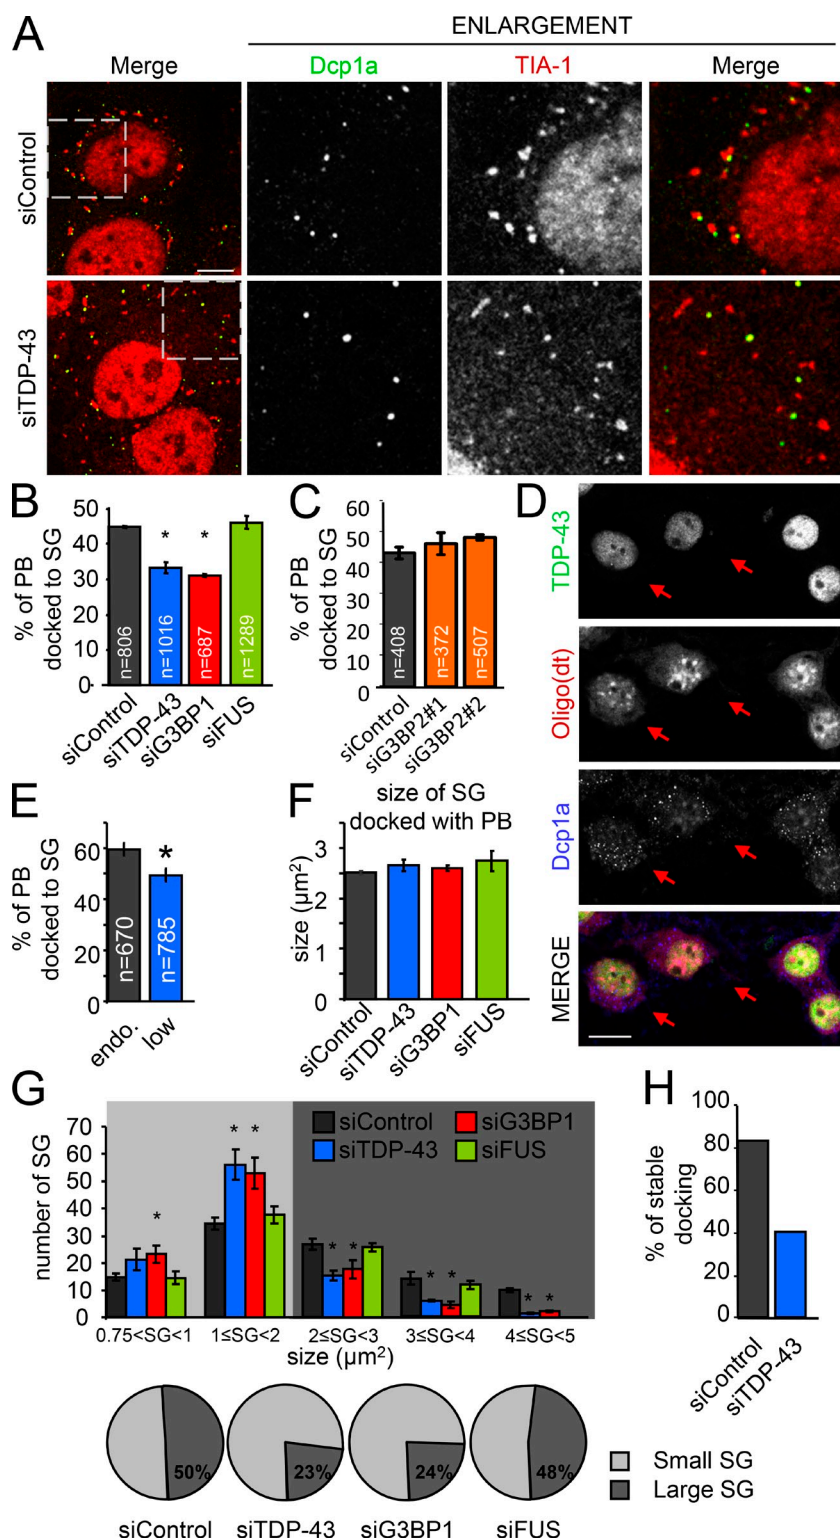 A
ENLARGEMENT
Merge Dcp1a TIA-1 Merge
siControl
siTDP-43
B
% of PB
docked to SG
50
40
30
20
10
0
n=806
n=1016
n=687
n=1289
* *
siControl
siTDP-43
siG3BP1
siFUS
C
% of PB
docked to SG
60
50
40
30
20
10
0
n=408
n=372
n=507
siControl
siG3BP2#1
siG3BP2#2
D
TDP-43
Oligo(dt)
Dcp1a
MERGE
E
% of PB
docked to SG
60
40
20
0
n=670
n=785
*
endo.
low
F
size of SG
docked with PB
size (µm²)
3
2
1
0
siControl
siTDP-43
siG3BP1
siFUS
G
number of SG
70
60
50
40
30
20
10
0
siControl siG3BP1
siTDP-43 siFUS
* * * * * * * * *
0.75<SG<1 1≤SG<2 2≤SG<3 3≤SG<4 4≤SG<5
size (µm²)
50% 23% 24% 48%
siControl siTDP-43 siG3BP1 siFUS
Small SG
Large SG
H
% of stable
docking
100
80
60
40
20
0
siControl
siTDP-43